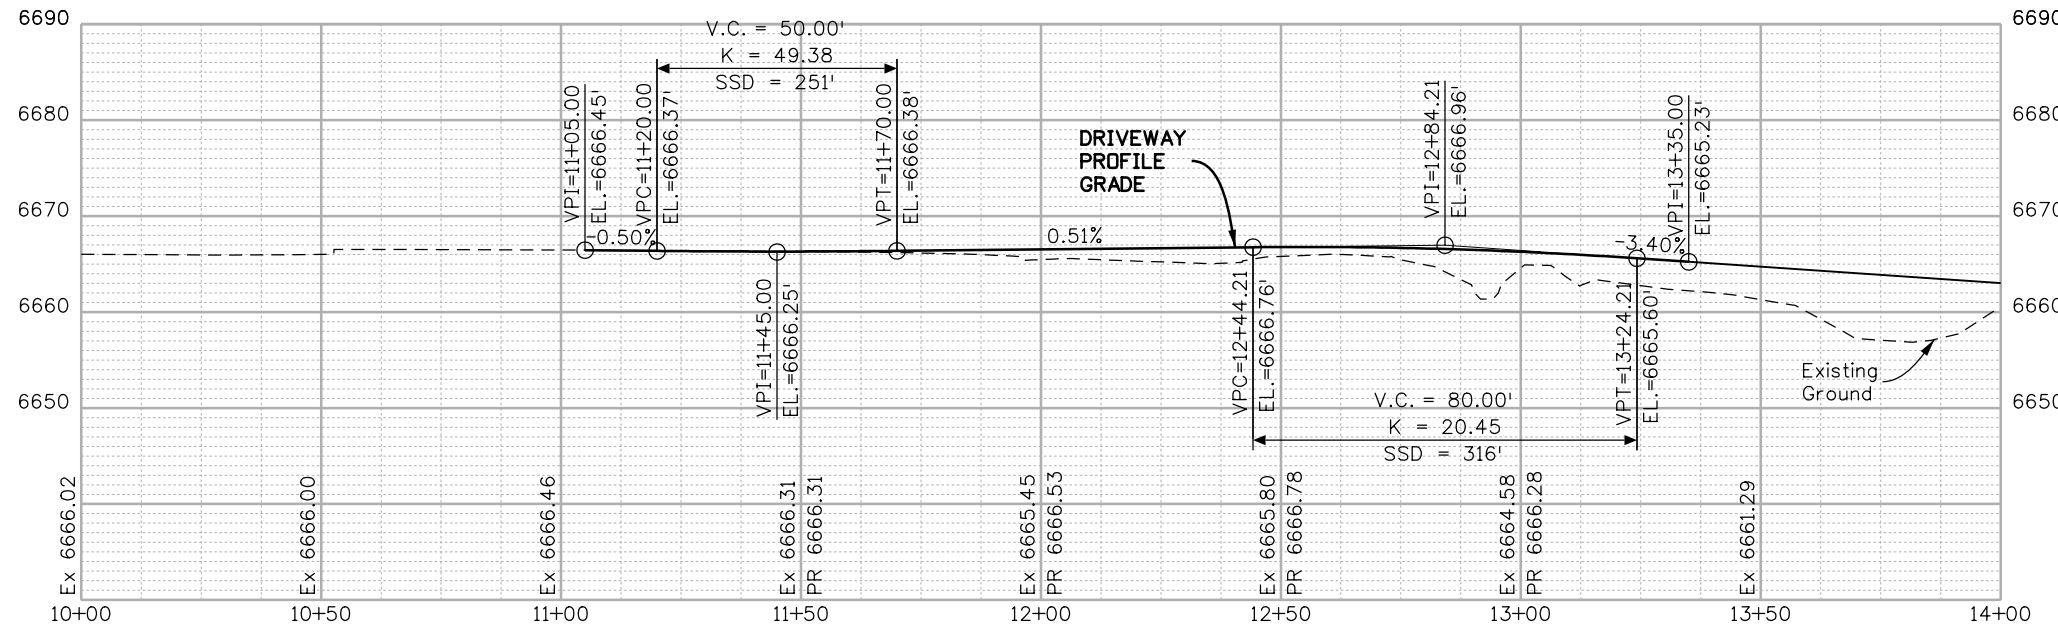 6690
6680
6670
6660
6650
6690
6680
6670
6660
6650
V.C. = 50.00'
K = 49.38
SSD = 251'
VPI=11+05.00
EL.=6666.45'
VPC=11+20.00
EL.=6666.37'
VPT=11+70.00
EL.=6666.38'
-0.50%
VPI=11+45.00
EL.=6666.25'
0.51%
DRIVEWAY
PROFILE
GRADE
VPC=12+44.21
EL.=6666.76'
VPI=12+84.21
EL.=6666.96'
VPI=13+35.00
EL.=6665.23'
-3.40%
VPT=13+24.21
EL.=6665.60'
V.C. = 80.00'
K = 20.45
SSD = 316'
Existing
Ground
Ex 6666.02
Ex 6666.00
Ex 6666.46
Ex 6666.31
PR 6666.31
Ex 6665.45
PR 6666.53
Ex 6665.80
PR 6666.78
Ex 6664.58
PR 6666.28
Ex 6661.29
10+00
10+50
11+00
11+50
12+00
12+50
13+00
13+50
14+00